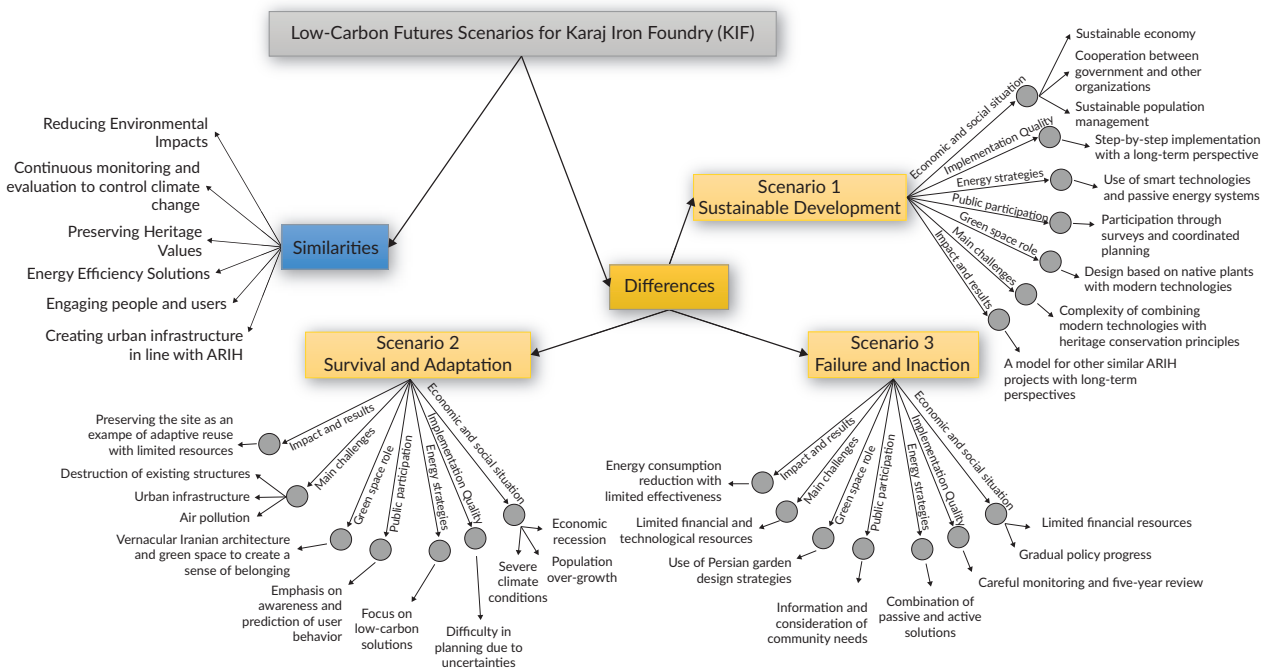 Low-Carbon Futures Scenarios for Karaj Iron Foundry (KIF)
Similarities
Reducing Environmental
Impacts
Continuous monitoring and
evaluation to control climate
change
Preserving Heritage
Values
Energy Efficiency Solutions
Engaging people and users
Creating urban infrastructure
in line with ARIH
Differences
Scenario 1
Sustainable Development
Economic and social situation
Sustainable economy
Cooperation between
government and other
organizations
Sustainable population
management
Implementation Quality
Step-by-step implementation
with a long-term perspective
Energy strategies
Use of smart technologies
and passive energy systems
Public participation
Participation through
surveys and coordinated
planning
Green space role
Design based on native plants
with modern technologies
Main challenges
Complexity of combining
modern technologies with
heritage conservation principles
Impact and results
A model for other similar ARIH
projects with long-term
perspectives
Scenario 2
Survival and Adaptation
Impact and results
Preserving the site as an
exampe of adaptive reuse
with limited resources
Main challenges
Destruction of existing structures
Urban infrastructure
Air pollution
Green space role
Vernacular Iranian architecture
and green space to create a
sense of belonging
Public participation
Emphasis on
awareness and
prediction of user
behavior
Energy strategies
Focus on
low-carbon
solutions
Implementation Quality
Difficulty in
planning due to
uncertainties
Economic and social situation
Severe
climate
conditions
Population
over-growth
Economic
recession
Scenario 3
Failure and Inaction
Impact and results
Energy consumption
reduction with
limited effectiveness
Main challenges
Limited financial and
technological resources
Green space role
Use of Persian garden
design strategies
Public participation
Information and
consideration of
community needs
Energy strategies
Combination of
passive and active
solutions
Implementation Quality
Careful monitoring and five-year review
Economic and social situation
Limited financial resources
Gradual policy progress